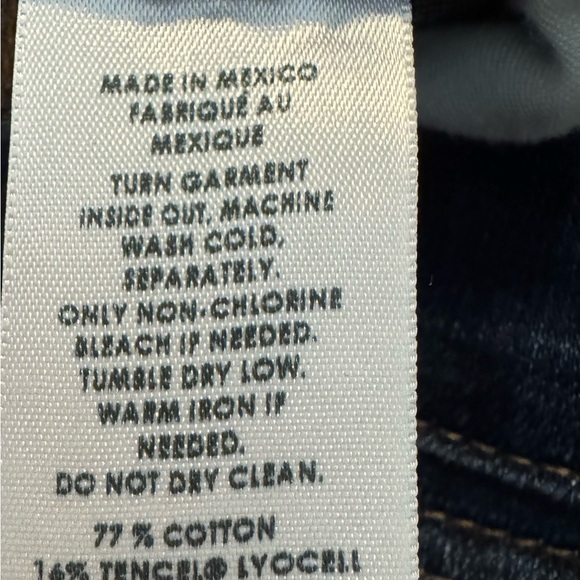 MADE IN MEXICO
FABRIQUÉ AU
MEXIQUE
TURN GARMENT
INSIDE OUT, MACHINE
WASH COLD,
SEPARATELY.
ONLY NON-CHLORINE
BLEACH IF NEEDED.
TUMBLE DRY LOW.
WARM IRON IF
NEEDED.
DO NOT DRY CLEAN.
77 % COTTON
16% TENCEL® LYOCELL